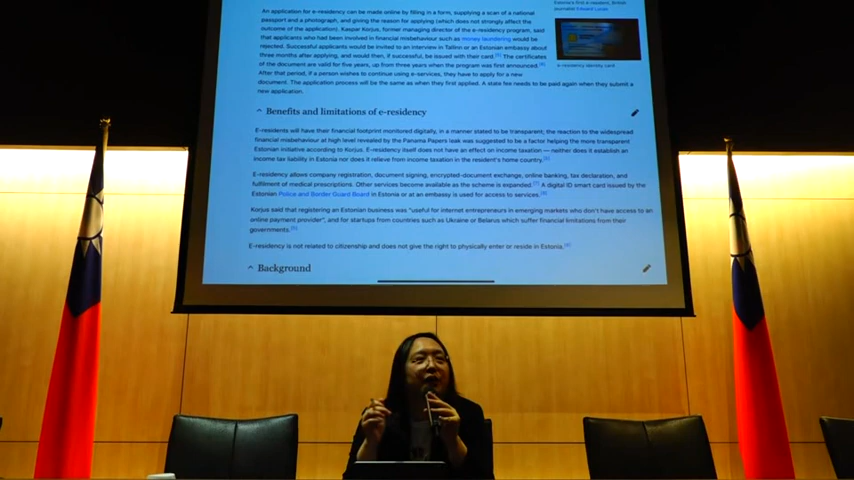 An application for e-residency can be made online by filling in a form, supplying a scan of a national
passport and a photograph, and giving the reason for applying (which does not strongly affect the
outcome of the application). Kaspar Korjus, former managing director of the e-residency program, said
that applicants who had been involved in financial misbehaviour such as money laundering would be
rejected. Successful applicants would be invited to an interview in Tallinn or an Estonian embassy about
three months after applying, and would then, if successful, be issued with their card. The certificates
of the document are valid for five years, up from three years when the program was first announced.
After that period, if a person wishes to continue using e-services, they have to apply for a new
document. The application process will be the same as when they first applied. A state fee needs to be paid again when they submit a
new application.
Estonia's first e-resident, British
journalist Edward Lucas
e-residency identity card
Benefits and limitations of e-residency
E-residents will have their financial footprint monitored digitally, in a manner stated to be transparent; the reaction to the widespread
financial misbehaviour at high level revealed by the Panama Papers leak was suggested to be a factor helping the more transparent
Estonian initiative according to Korjus. E-residency itself does not have an effect on income taxation — neither does it establish an
income tax liability in Estonia nor does it relieve from income taxation in the resident's home country.
E-residency allows company registration, document signing, encrypted-document exchange, online banking, tax declaration, and
fulfilment of medical prescriptions. Other services become available as the scheme is expanded. A digital ID smart card issued by the
Estonian Police and Border Guard Board in Estonia or at an embassy is used for access to services.
Korjus said that registering an Estonian business was "useful for internet entrepreneurs in emerging markets who don't have access to an
online payment provider", and for startups from countries such as Ukraine or Belarus which suffer financial limitations from their
governments.
E-residency is not related to citizenship and does not give the right to physically enter or reside in Estonia.
Background